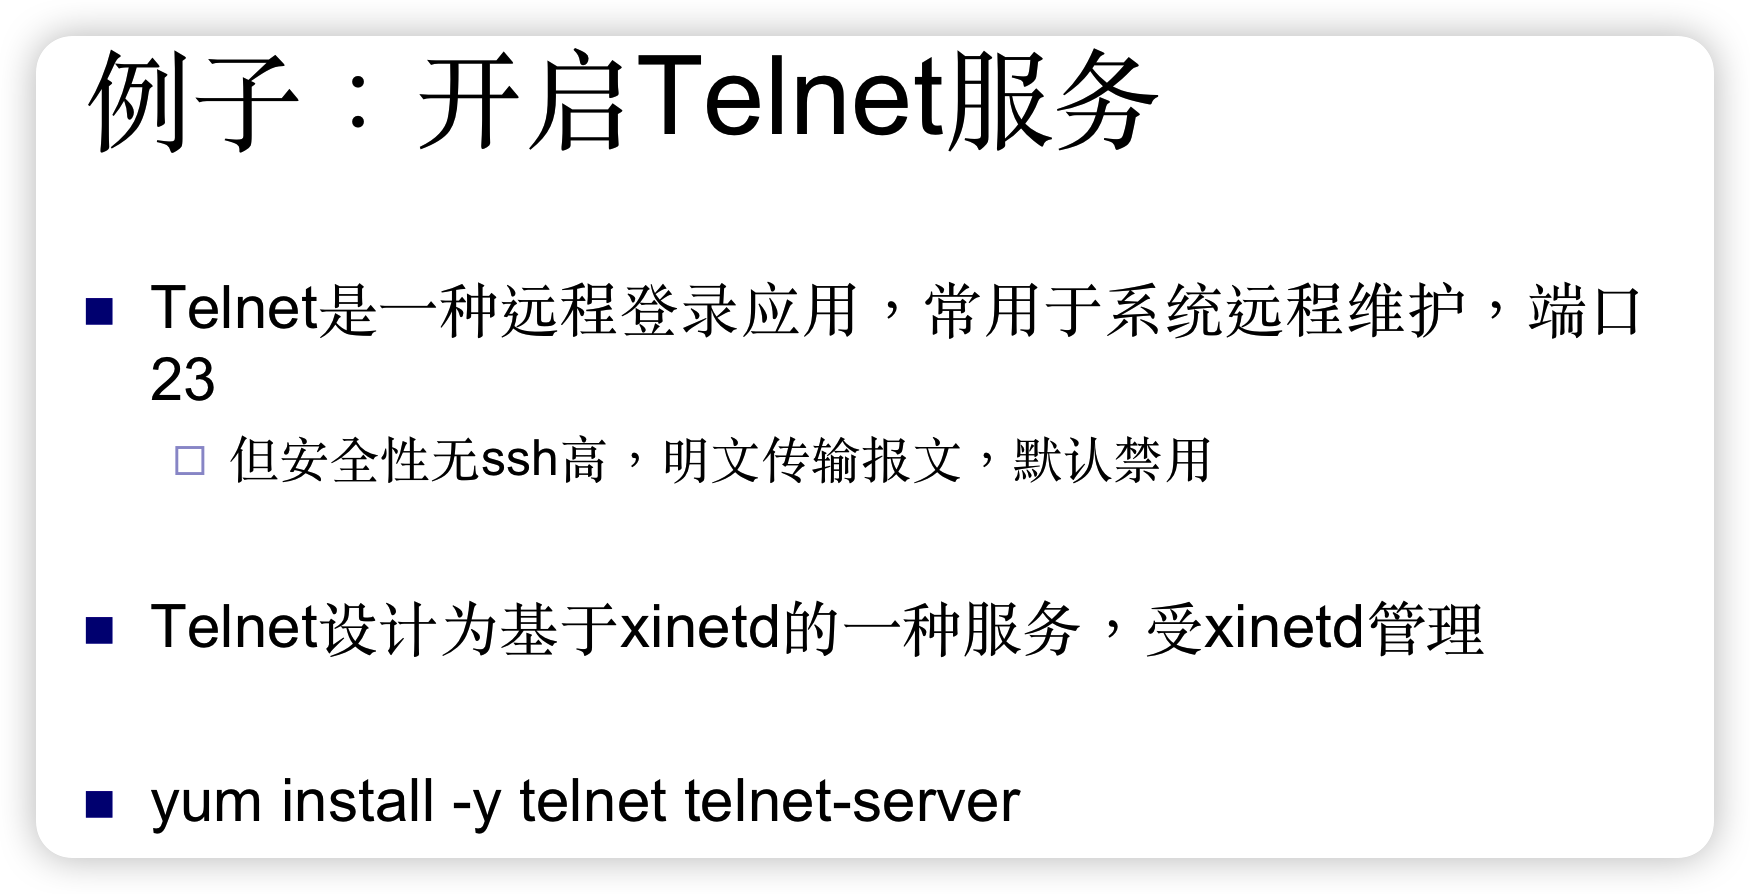 例子：开启Telnet服务
Telnet是一种远程登录应用，常用于系统远程维护，端口
23
但安全性无ssh高，明文传输报文，默认禁用
Telnet设计为基于xinetd的一种服务，受xinetd管理
yum install -y telnet telnet-server